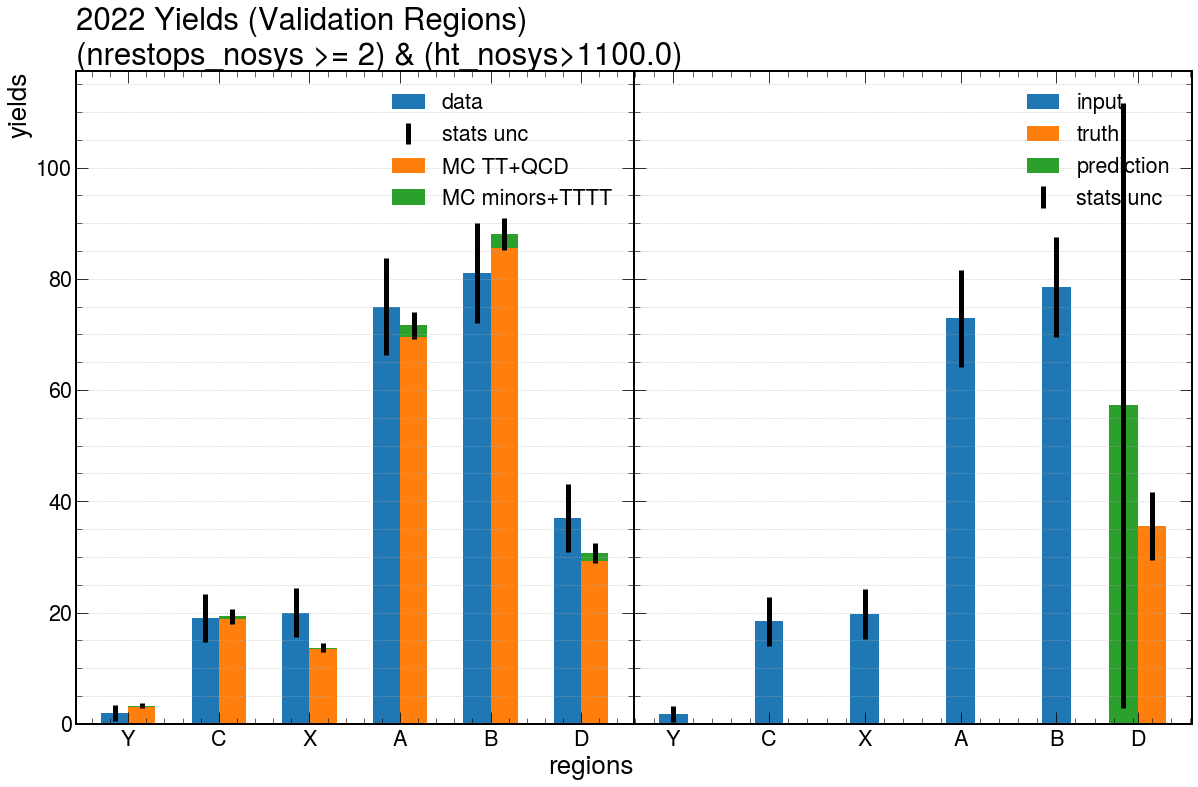 2022 Yields (Validation Regions)
(nrestops_nosys >= 2) & (ht_nosys>1100.0)
yields
data
stats unc
MC TT+QCD
MC minors+TTTT
input
truth
prediction
stats unc
100
80
60
40
20
0
Y C X A B D
Y C X A B D
regions